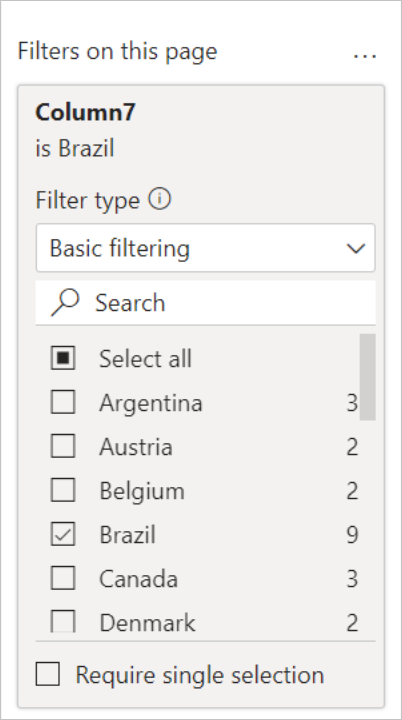 Filters on this page ...
Column7
is Brazil
Filter type
Basic filtering
Search
Select all
Argentina 3
Austria 2
Belgium 2
Brazil 9
Canada 3
Denmark 2
Require single selection